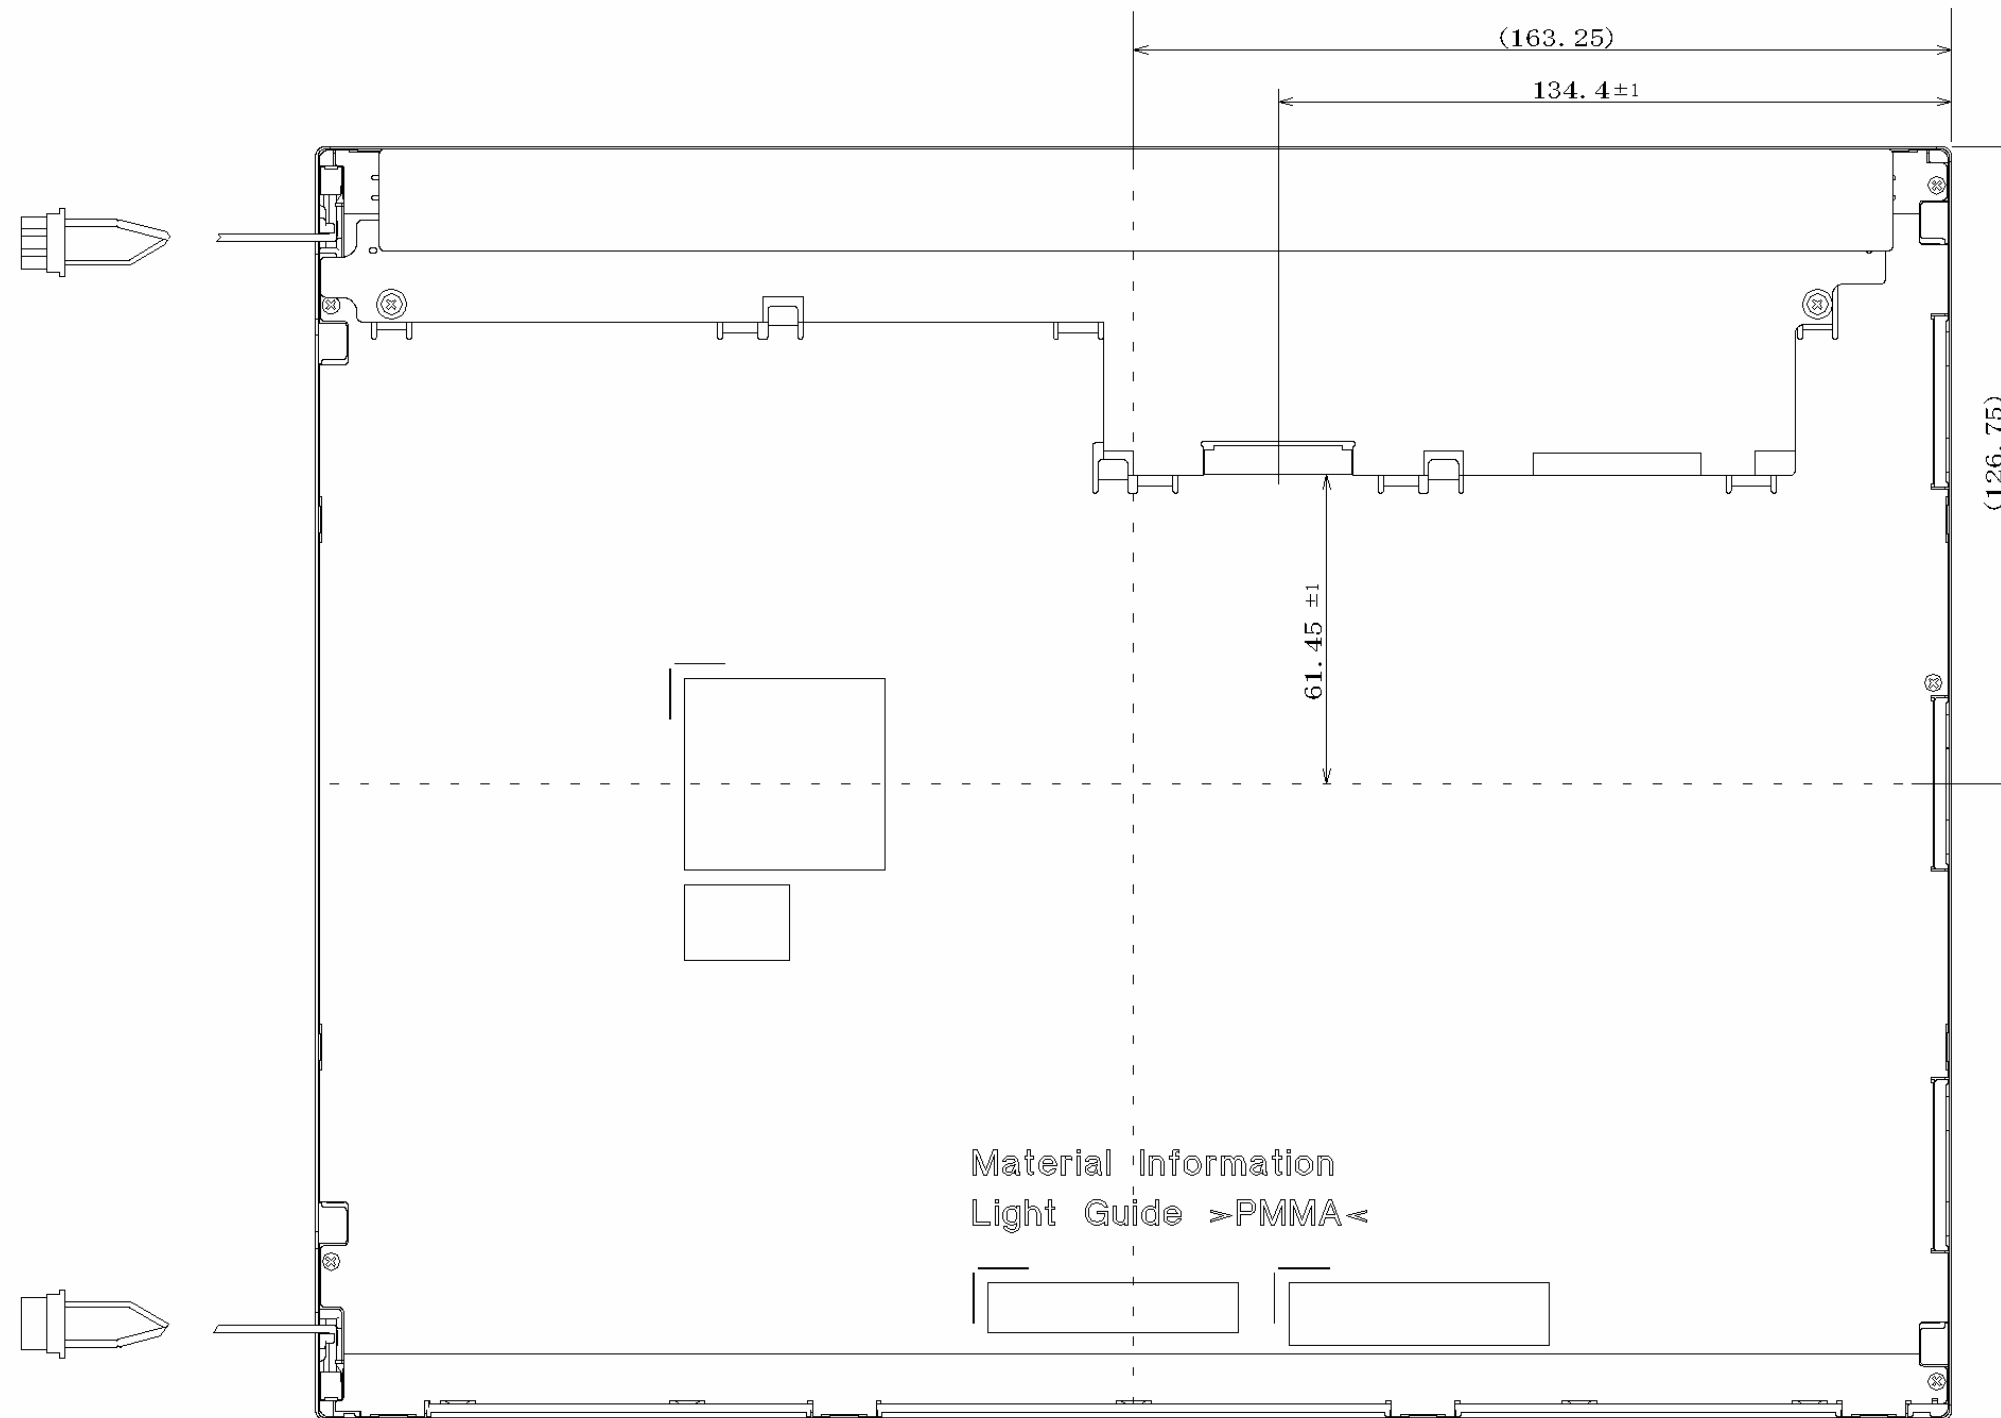 (163. 25)
134. 4±1
(126. 75)
61. 45 ±1
Material Information
Light Guide >PMMA<